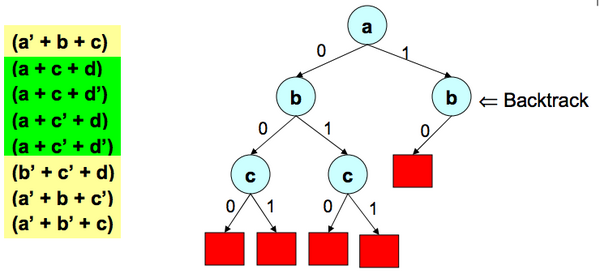 (a’ + b + c)
(a + c + d)
(a + c + d’)
(a + c’ + d)
(a + c’ + d’)
(b’ + c’ + d)
(a’ + b + c’)
(a’ + b’ + c)
a
0 1
b b ⇐ Backtrack
0 1 0
c c
0 1 0 1